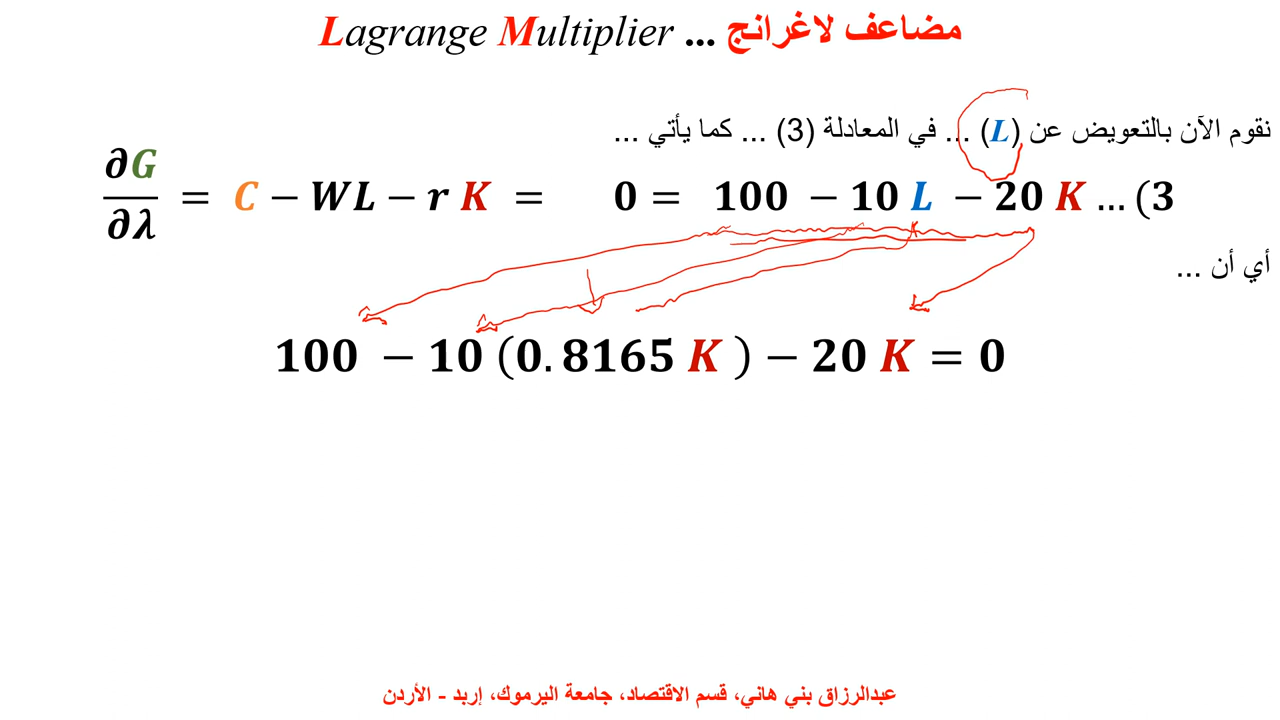 Lagrange Multiplier ... مضاعف لاغرانج
نقوم الآن بالتعويض عن (L) ... في المعادلة (3) ... كما يأتي ...
∂G/∂λ = C − WL − r K = 0 = 100 − 10 L − 20 K ... (3
أي أن ...
100 − 10 (0.8165 K ) − 20 K = 0
عبدالرزاق بني هاني، قسم الاقتصاد، جامعة اليرموك، إربد - الأردن